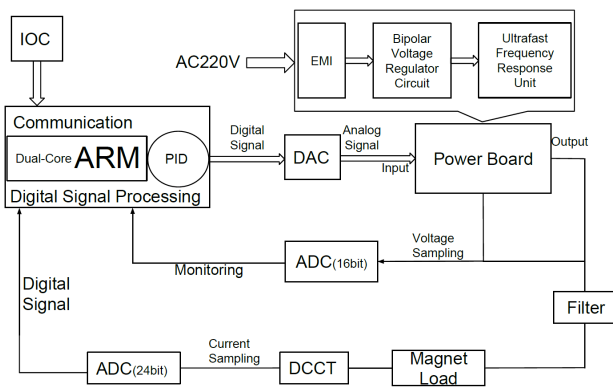 IOC
AC220V
EMI
Bipolar
Voltage
Regulator
Circuit
Ultrafast
Frequency
Response
Unit
Communication
Dual-Core ARM
PID
Digital Signal Processing
Digital
Signal
DAC
Analog
Signal
Input
Power Board
Output
Monitoring
ADC(16bit)
Voltage
Sampling
Digital
Signal
Filter
ADC(24bit)
Current
Sampling
DCCT
Magnet
Load